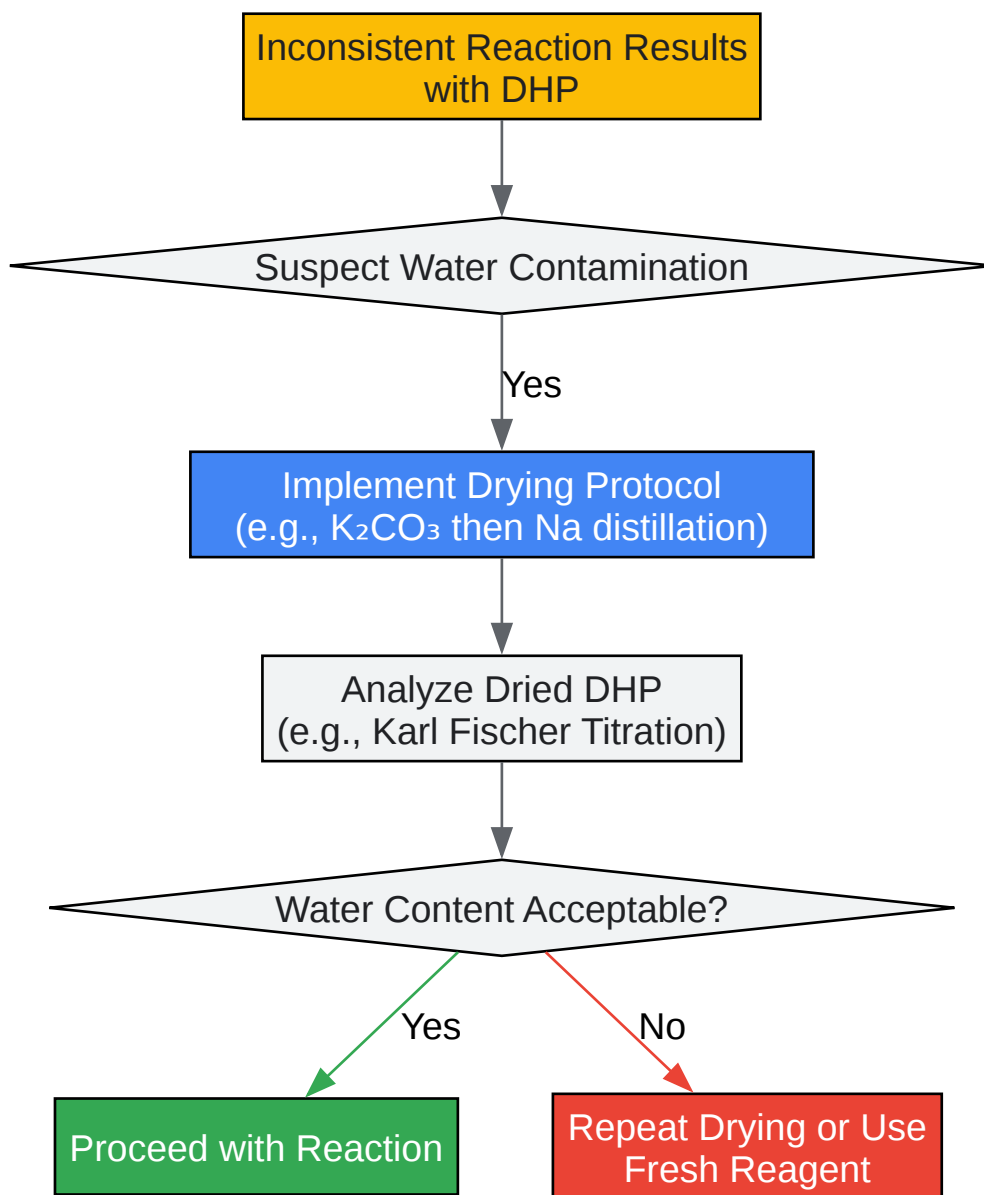 Inconsistent Reaction Results
with DHP
Suspect Water Contamination
Yes
Implement Drying Protocol
(e.g., K₂CO₃ then Na distillation)
Analyze Dried DHP
(e.g., Karl Fischer Titration)
Water Content Acceptable?
Yes
No
Proceed with Reaction
Repeat Drying or Use
Fresh Reagent